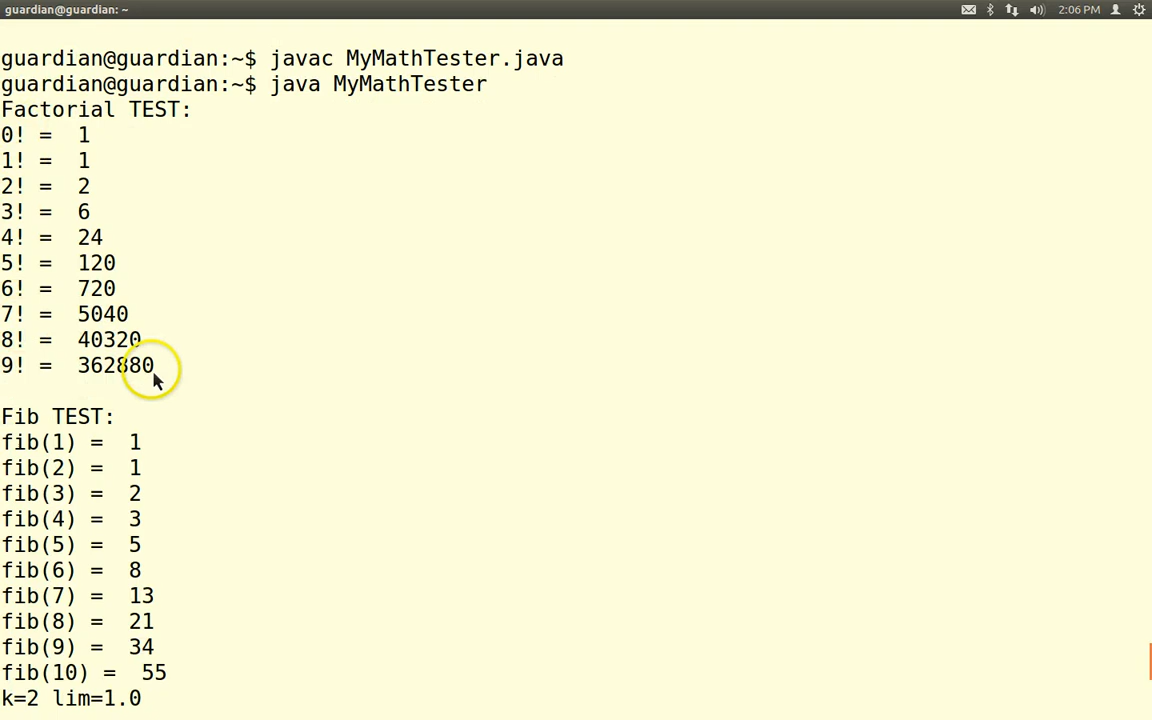 guardian@guardian: ~
2:06 PM
guardian@guardian:~$ javac MyMathTester.java
guardian@guardian:~$ java MyMathTester
Factorial TEST:
0! =  1
1! =  1
2! =  2
3! =  6
4! =  24
5! =  120
6! =  720
7! =  5040
8! =  40320
9! =  362880
Fib TEST:
fib(1) =  1
fib(2) =  1
fib(3) =  2
fib(4) =  3
fib(5) =  5
fib(6) =  8
fib(7) =  13
fib(8) =  21
fib(9) =  34
fib(10) =  55
k=2 lim=1.0